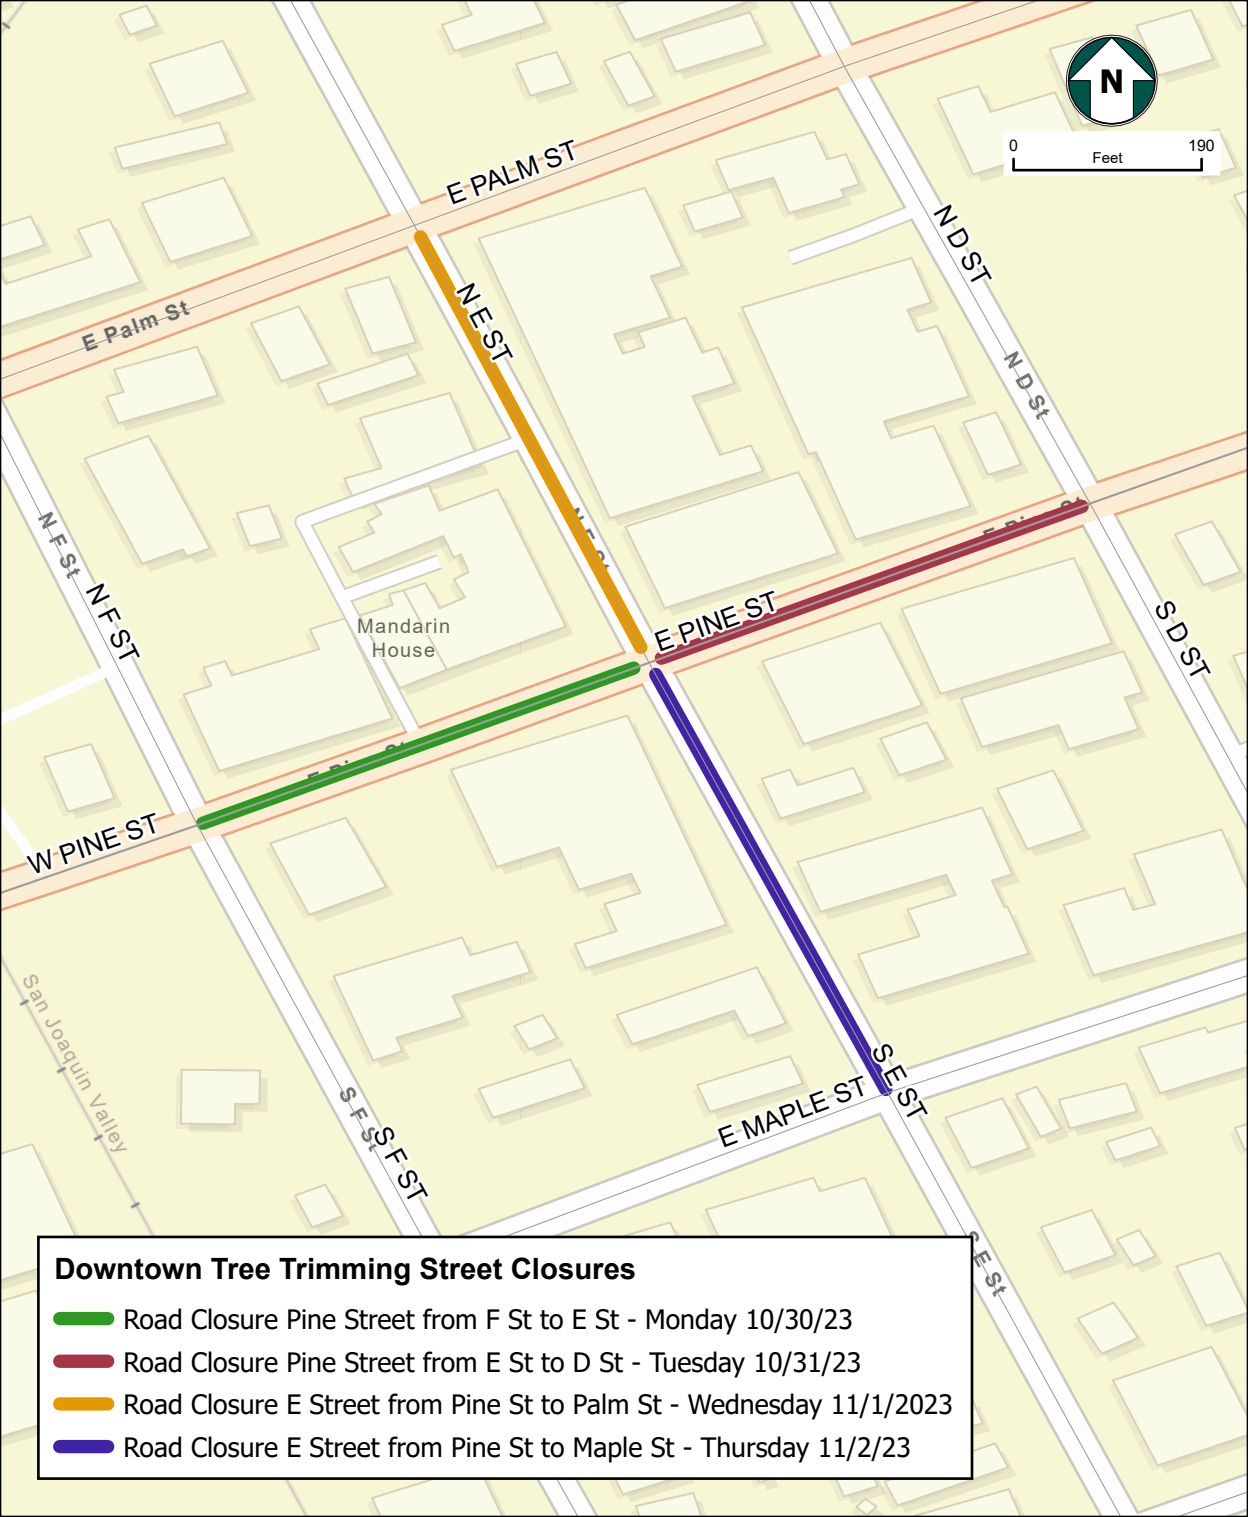 N
0 190
Feet
E PALM ST
N D ST
E Palm St
N E ST
N D St
N F St
N F ST
E PINE ST
S D ST
Mandarin
House
W PINE ST
San Joaquin Valley
S E ST
E MAPLE ST
S F St
S F ST
S E St
Downtown Tree Trimming Street Closures
Road Closure Pine Street from F St to E St - Monday 10/30/23
Road Closure Pine Street from E St to D St - Tuesday 10/31/23
Road Closure E Street from Pine St to Palm St - Wednesday 11/1/2023
Road Closure E Street from Pine St to Maple St - Thursday 11/2/23